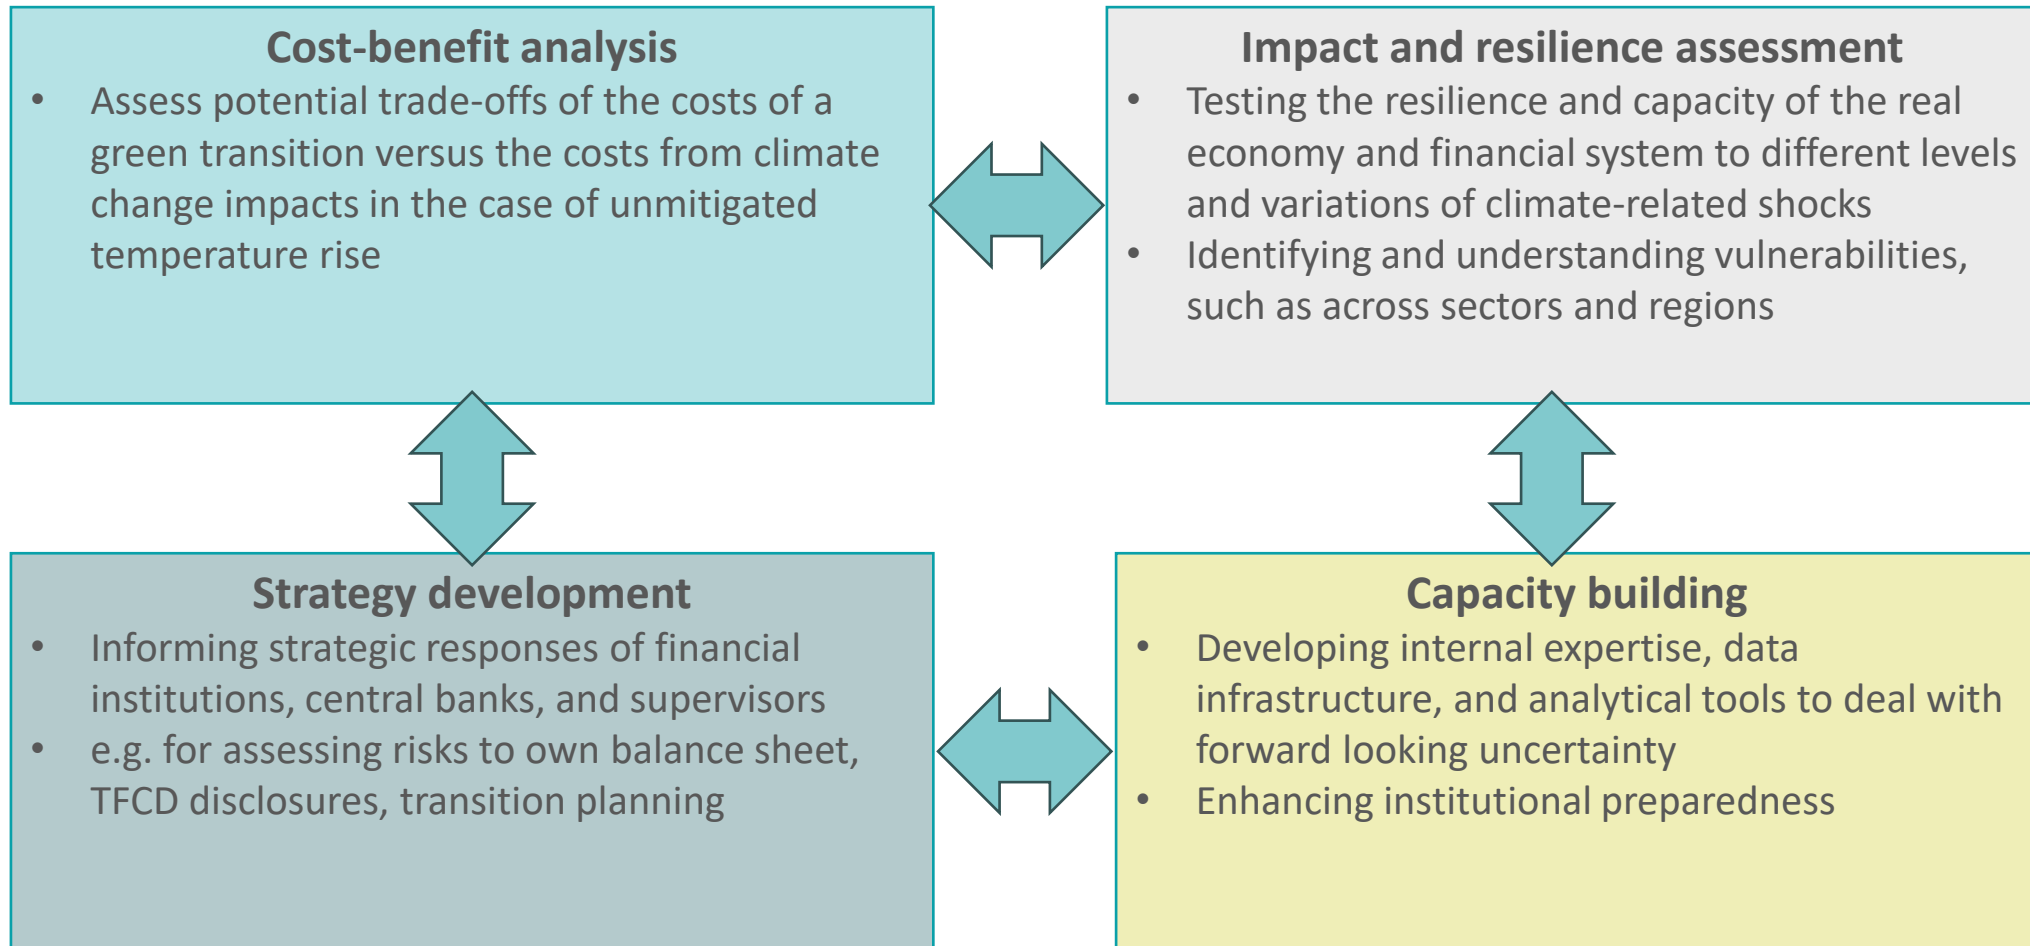 Cost-benefit analysis
• Assess potential trade-offs of the costs of a
green transition versus the costs from climate
change impacts in the case of unmitigated
temperature rise
Impact and resilience assessment
• Testing the resilience and capacity of the real
economy and financial system to different levels
and variations of climate-related shocks
• Identifying and understanding vulnerabilities,
such as across sectors and regions
Strategy development
• Informing strategic responses of financial
institutions, central banks, and supervisors
• e.g. for assessing risks to own balance sheet,
TFCD disclosures, transition planning
Capacity building
• Developing internal expertise, data
infrastructure, and analytical tools to deal with
forward looking uncertainty
• Enhancing institutional preparedness